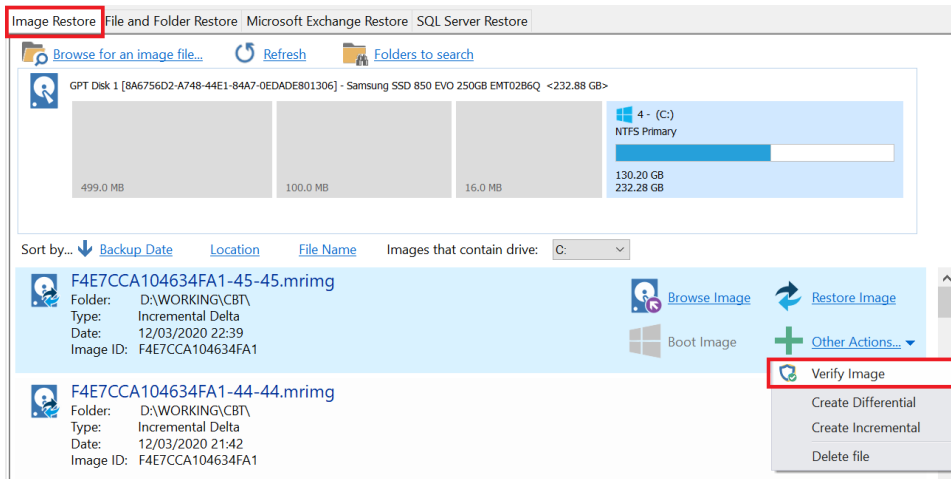 Image Restore File and Folder Restore Microsoft Exchange Restore SQL Server Restore
Browse for an image file... Refresh Folders to search
GPT Disk 1 [8A6756D2-A748-44E1-84A7-0EDADE801306] - Samsung SSD 850 EVO 250GB EMT02B6Q <232.88 GB>
4 - (C:)
NTFS Primary
130.20 GB
499.0 MB 100.0 MB 16.0 MB 232.28 GB
Sort by... Backup Date Location File Name Images that contain drive: C:
F4E7CCA104634FA1-45-45.mrimg
Folder: D:\WORKING\CBT\
Type: Incremental Delta
Date: 12/03/2020 22:39
Image ID: F4E7CCA104634FA1
Browse Image Restore Image
Boot Image Other Actions...
Verify Image
Create Differential
Create Incremental
Delete file
F4E7CCA104634FA1-44-44.mrimg
Folder: D:\WORKING\CBT\
Type: Incremental Delta
Date: 12/03/2020 21:42
Image ID: F4E7CCA104634FA1